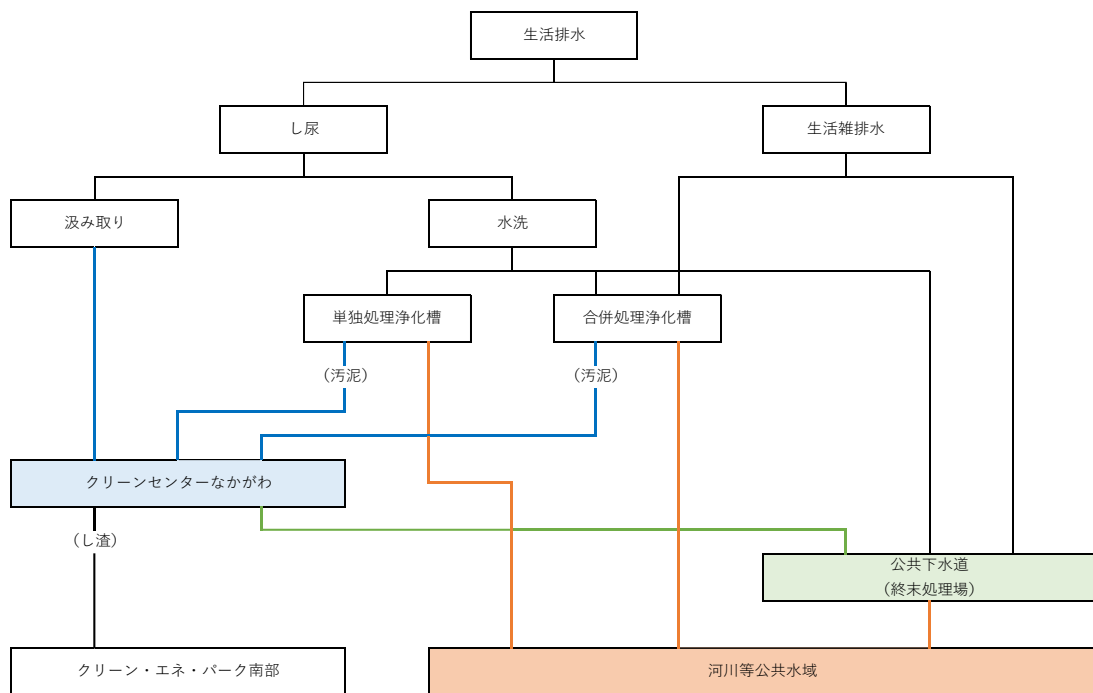 生活排水
し尿
生活雑排水
汲み取り
水洗
単独処理浄化槽
合併処理浄化槽
（汚泥）
（汚泥）
クリーンセンターなかがわ
（し渣）
公共下水道
（終末処理場）
クリーン・エネ・パーク南部
河川等公共水域